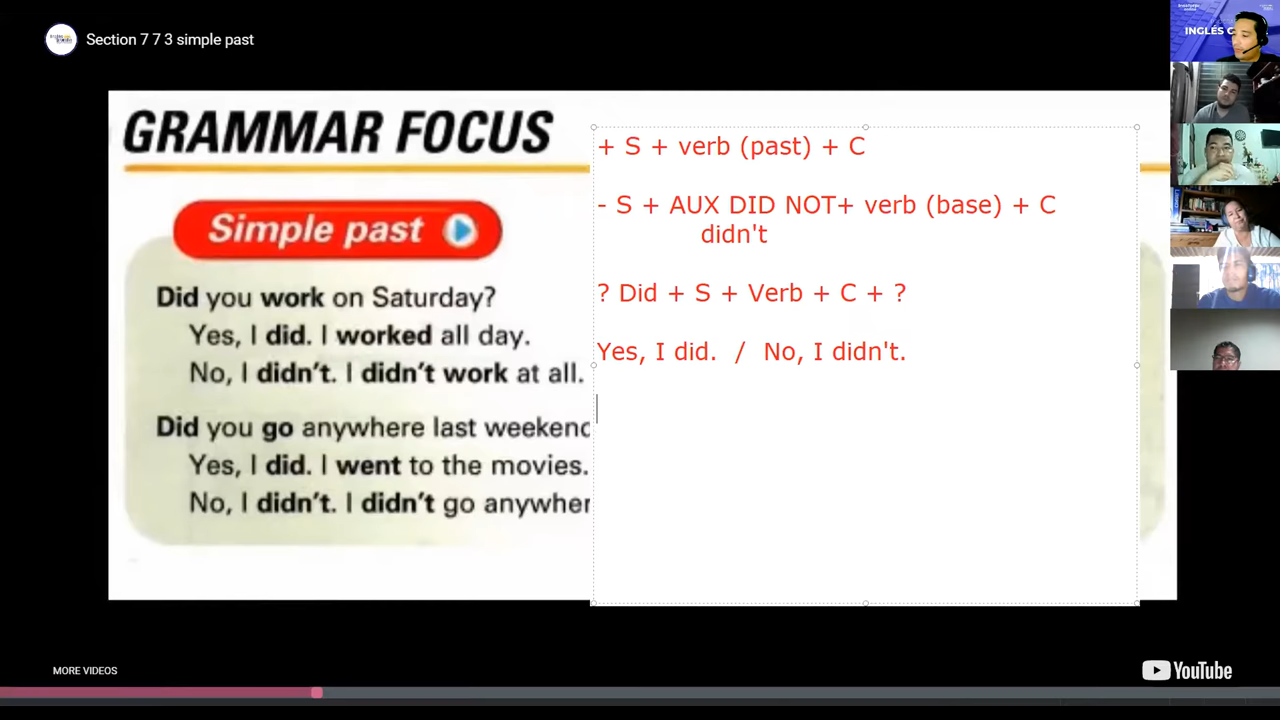 Section 7 7 3 simple past
INGLÉS C
GRAMMAR FOCUS
Simple past
Did you work on Saturday?
Yes, I did. I worked all day.
No, I didn't. I didn't work at all.
Did you go anywhere last weekend
Yes, I did. I went to the movies.
No, I didn't. I didn't go anywher
+ S + verb (past) + C
- S + AUX DID NOT+ verb (base) + C
didn't
? Did + S + Verb + C + ?
Yes, I did. / No, I didn't.
MORE VIDEOS
YouTube